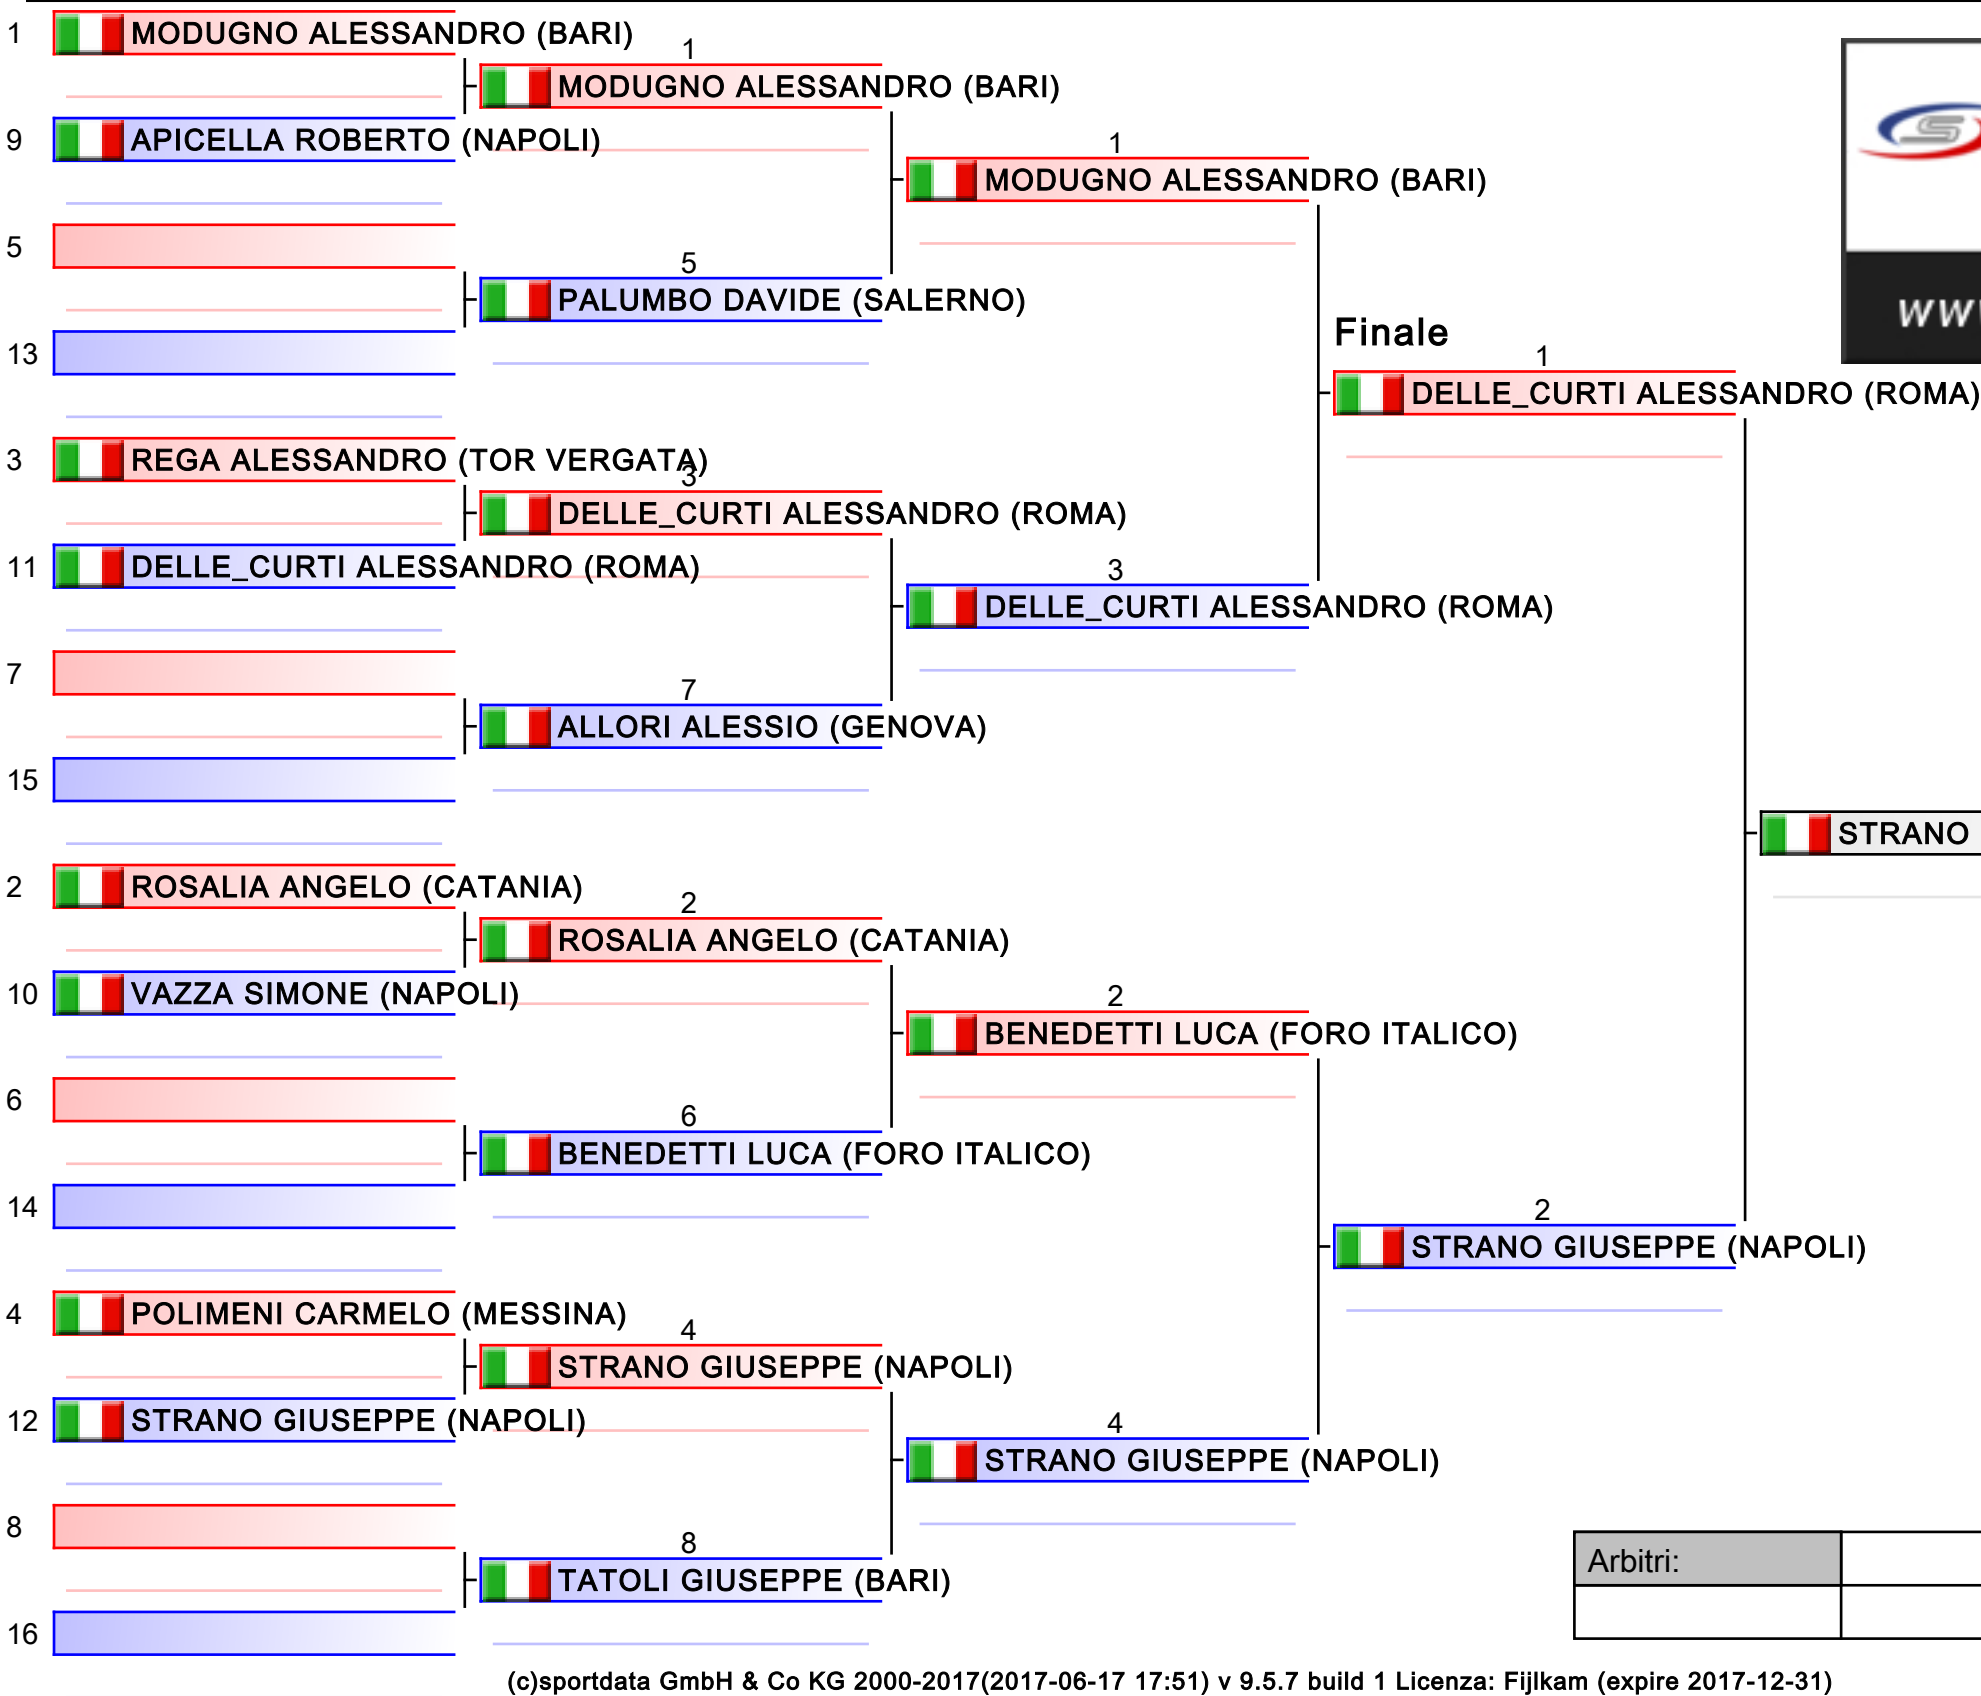 1 MODUGNO ALESSANDRO (BARI)
1
MODUGNO ALESSANDRO (BARI)
9 APICELLA ROBERTO (NAPOLI)
1
MODUGNO ALESSANDRO (BARI)
5
5
PALUMBO DAVIDE (SALERNO)
13
Finale
1
DELLE_CURTI ALESSANDRO (ROMA)
3 REGA ALESSANDRO (TOR VERGATA)
3
DELLE_CURTI ALESSANDRO (ROMA)
11 DELLE_CURTI ALESSANDRO (ROMA)
3
DELLE_CURTI ALESSANDRO (ROMA)
7
7
ALLORI ALESSIO (GENOVA)
15
STRANO
2 ROSALIA ANGELO (CATANIA)
2
ROSALIA ANGELO (CATANIA)
10 VAZZA SIMONE (NAPOLI)
2
BENEDETTI LUCA (FORO ITALICO)
6
6
BENEDETTI LUCA (FORO ITALICO)
14
2
STRANO GIUSEPPE (NAPOLI)
4 POLIMENI CARMELO (MESSINA)
4
STRANO GIUSEPPE (NAPOLI)
12 STRANO GIUSEPPE (NAPOLI)
4
STRANO GIUSEPPE (NAPOLI)
8
8
TATOLI GIUSEPPE (BARI)
16
Arbitri:
(c)sportdata GmbH & Co KG 2000-2017(2017-06-17 17:51) v 9.5.7 build 1 Licenza: Fijlkam (expire 2017-12-31)